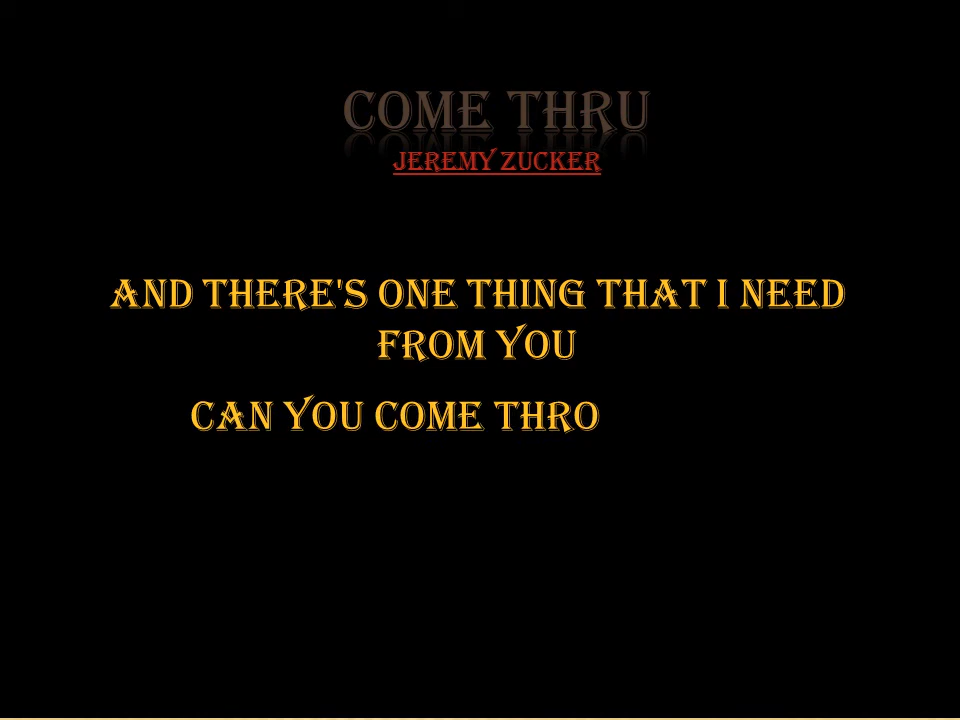 COME THRU
JEREMY ZUCKER
AND THERE'S ONE THING THAT I NEED
FROM YOU
CAN YOU COME THRO